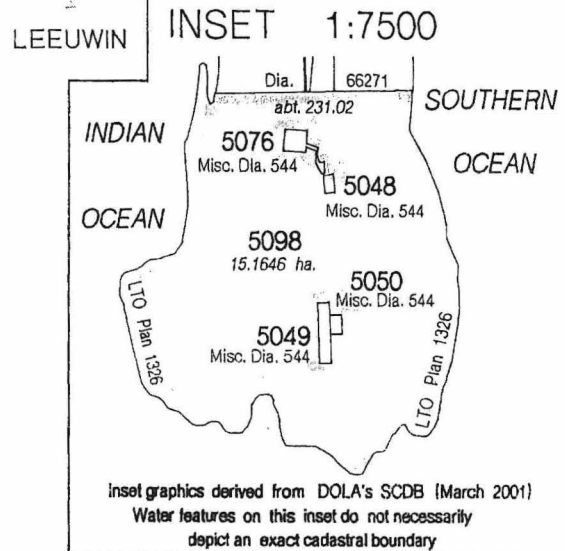 LEEUWIN
INSET 1:7500
Dia. 66271
abt. 231.02
INDIAN
OCEAN
SOUTHERN
OCEAN
5076
Misc. Dia. 544
5048
Misc. Dia. 544
5098
15.1646 ha.
5050
Misc. Dia. 544
5049
Misc. Dia. 544
LTO Plan 1326
LTO Plan 1326
Inset graphics derived from DOLA's SCDB (March 2001)
Water features on this inset do not necessarily
depict an exact cadastral boundary